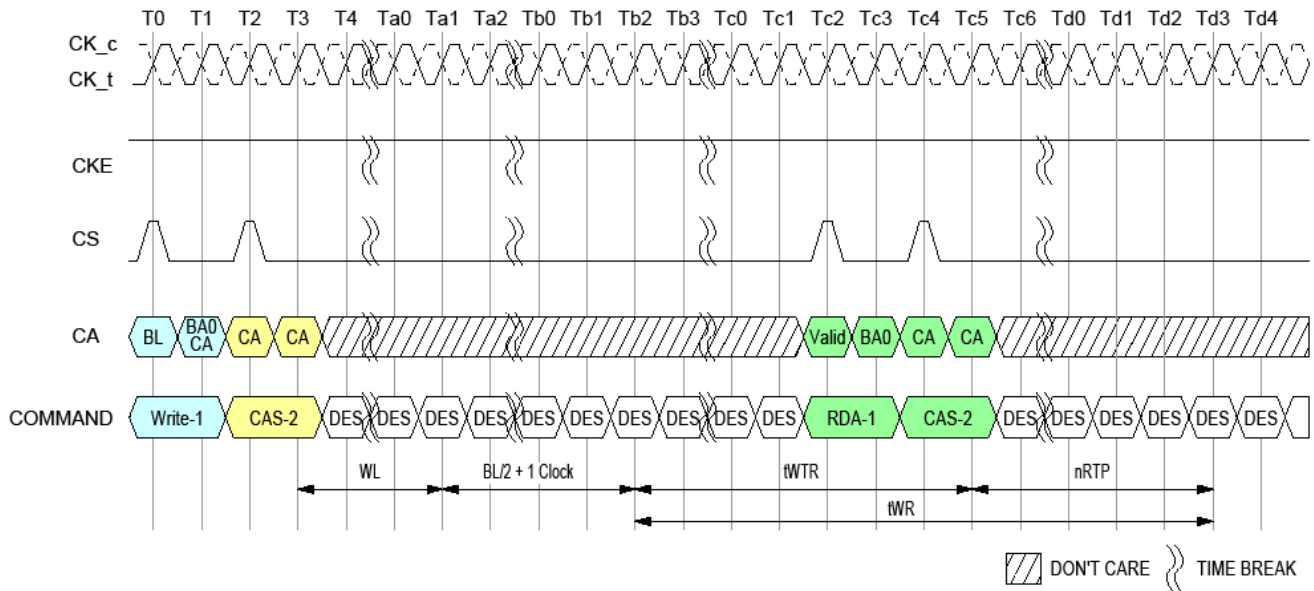 T0 T1 T2 T3 T4 Ta0 Ta1 Ta2 Tb0 Tb1 Tb2 Tb3 Tc0 Tc1 Tc2 Tc3 Tc4 Tc5 Tc6 Td0 Td1 Td2 Td3 Td4
CK_c
CK_t
CKE
CS
CA BL BA0 CA CA CA Valid BA0 CA CA
COMMAND Write-1 CAS-2 DES DES DES DES DES DES DES DES DES DES RDA-1 CAS-2 DES DES DES DES DES DES
WL BL/2 + 1 Clock tWTR nRTP
tWR
DON'T CARE TIME BREAK